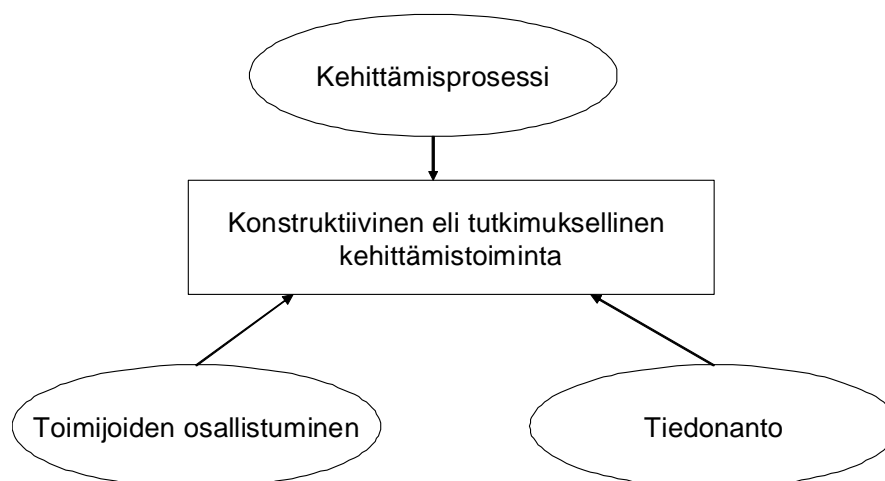 Kehittämisprosessi
Konstruktiivinen eli tutkimuksellinen
kehittämistoiminta
Toimijoiden osallistuminen
Tiedonanto